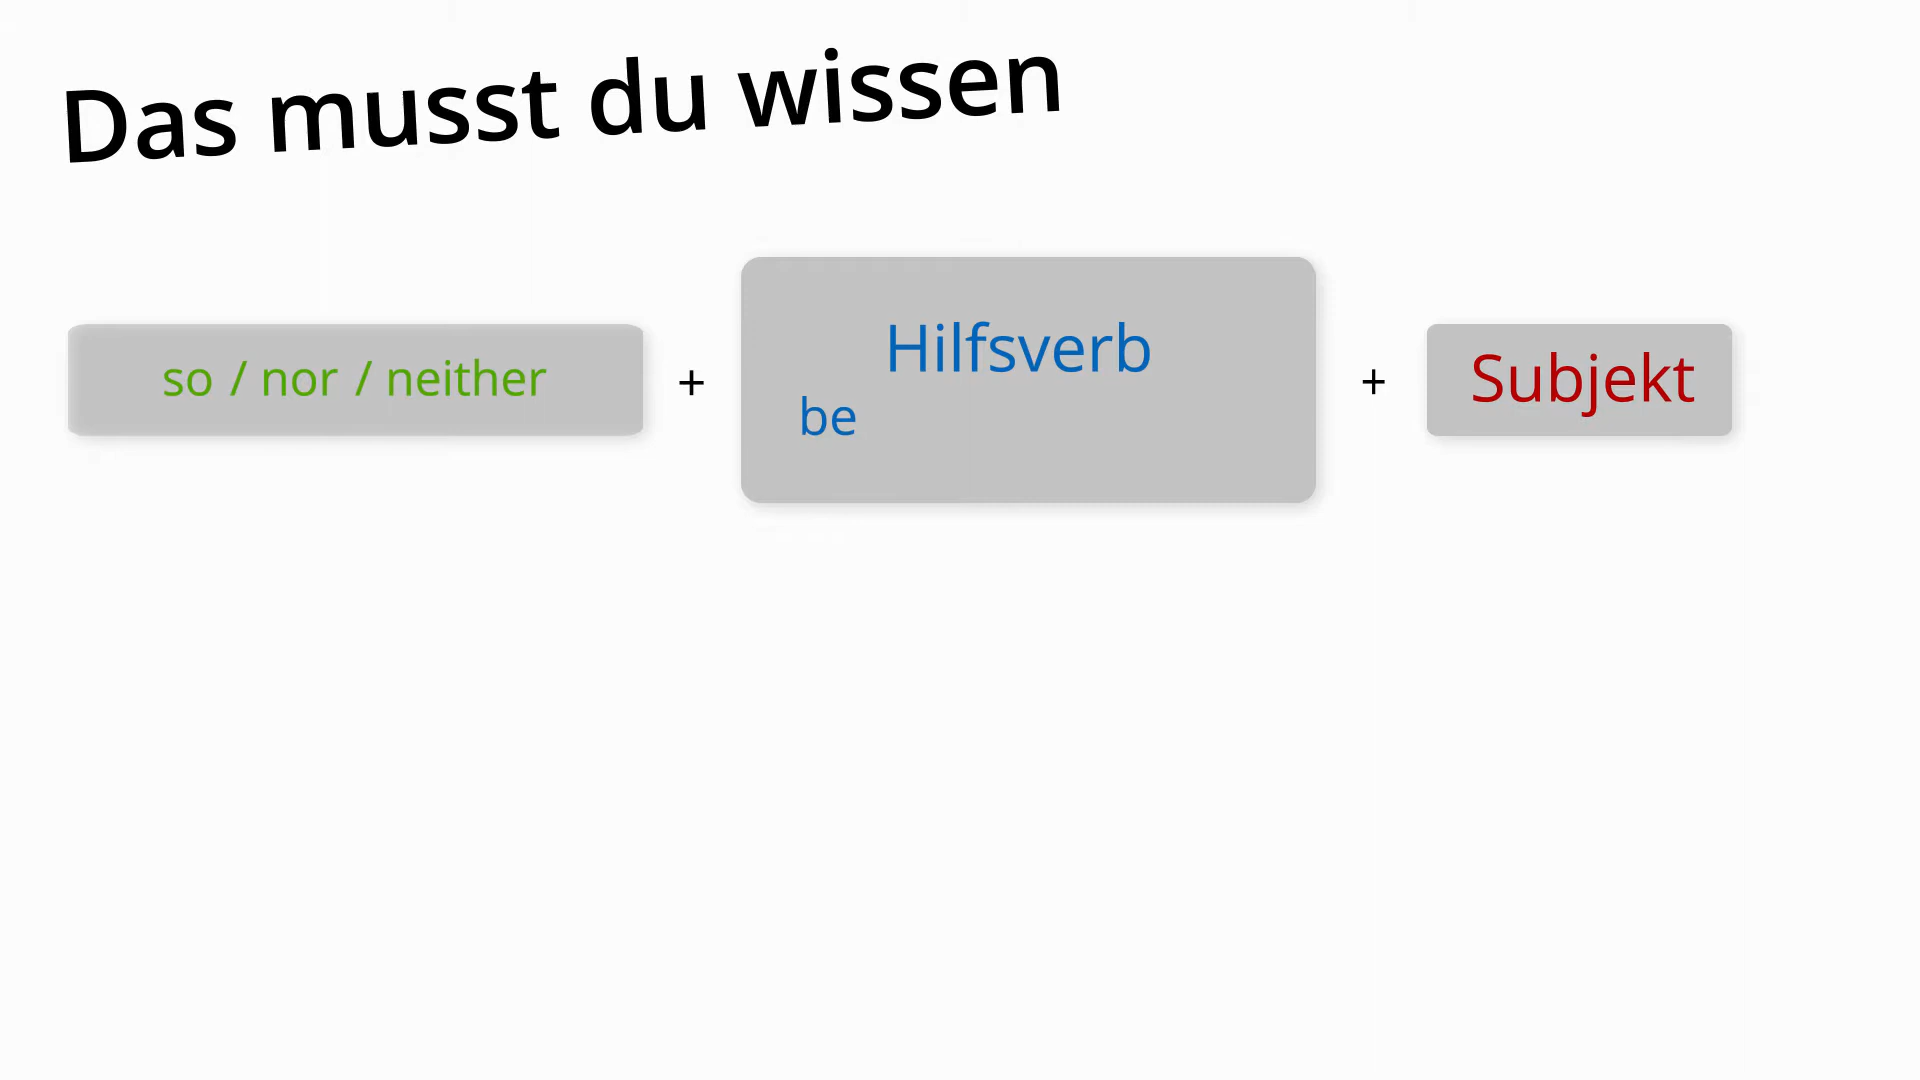 Das musst du wissen
so / nor / neither + Hilfsverb + Subjekt
be